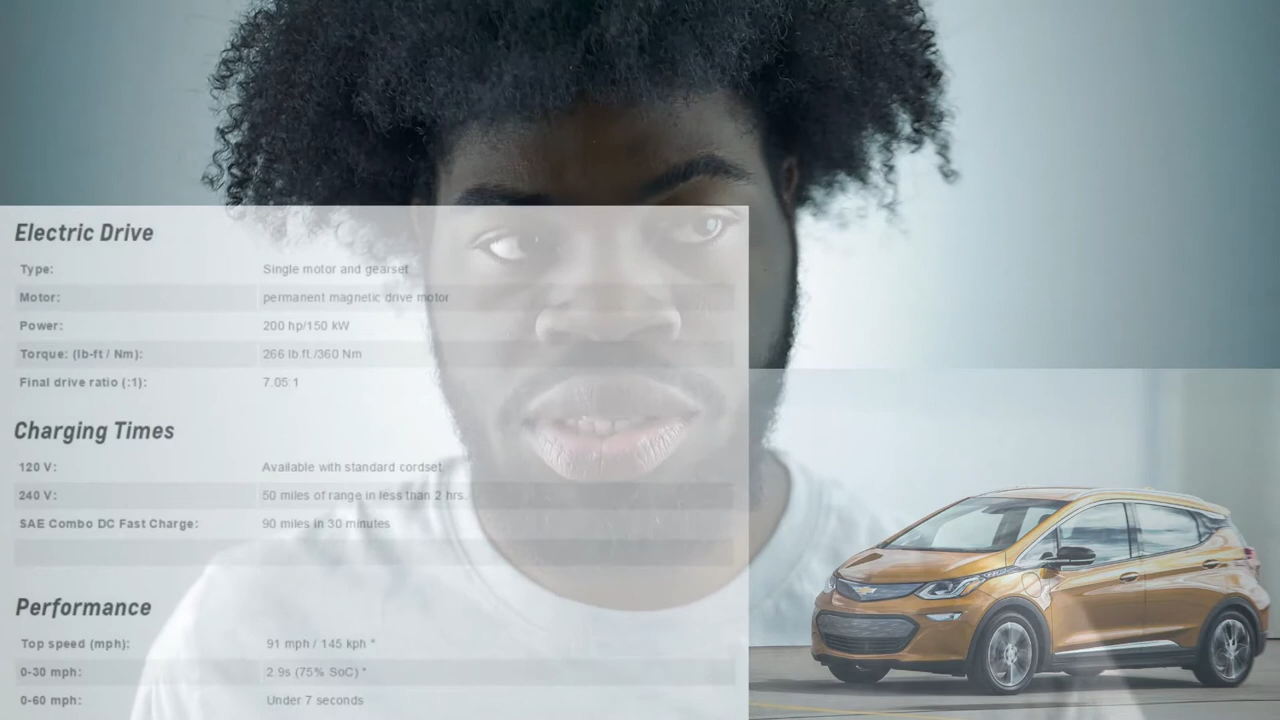 Electric Drive
Type: Single motor and gearset
Motor: permanent magnetic drive motor
Power: 200 hp/150 kW
Torque: (lb-ft / Nm): 266 lb.ft./360 Nm
Final drive ratio (:1): 7.05:1
Charging Times
120 V: Available with standard cordset
240 V: 50 miles of range in less than 2 hrs.
SAE Combo DC Fast Charge: 90 miles in 30 minutes
Performance
Top speed (mph): 91 mph / 145 kph *
0-30 mph: 2.9s (75% SoC) *
0-60 mph: Under 7 seconds